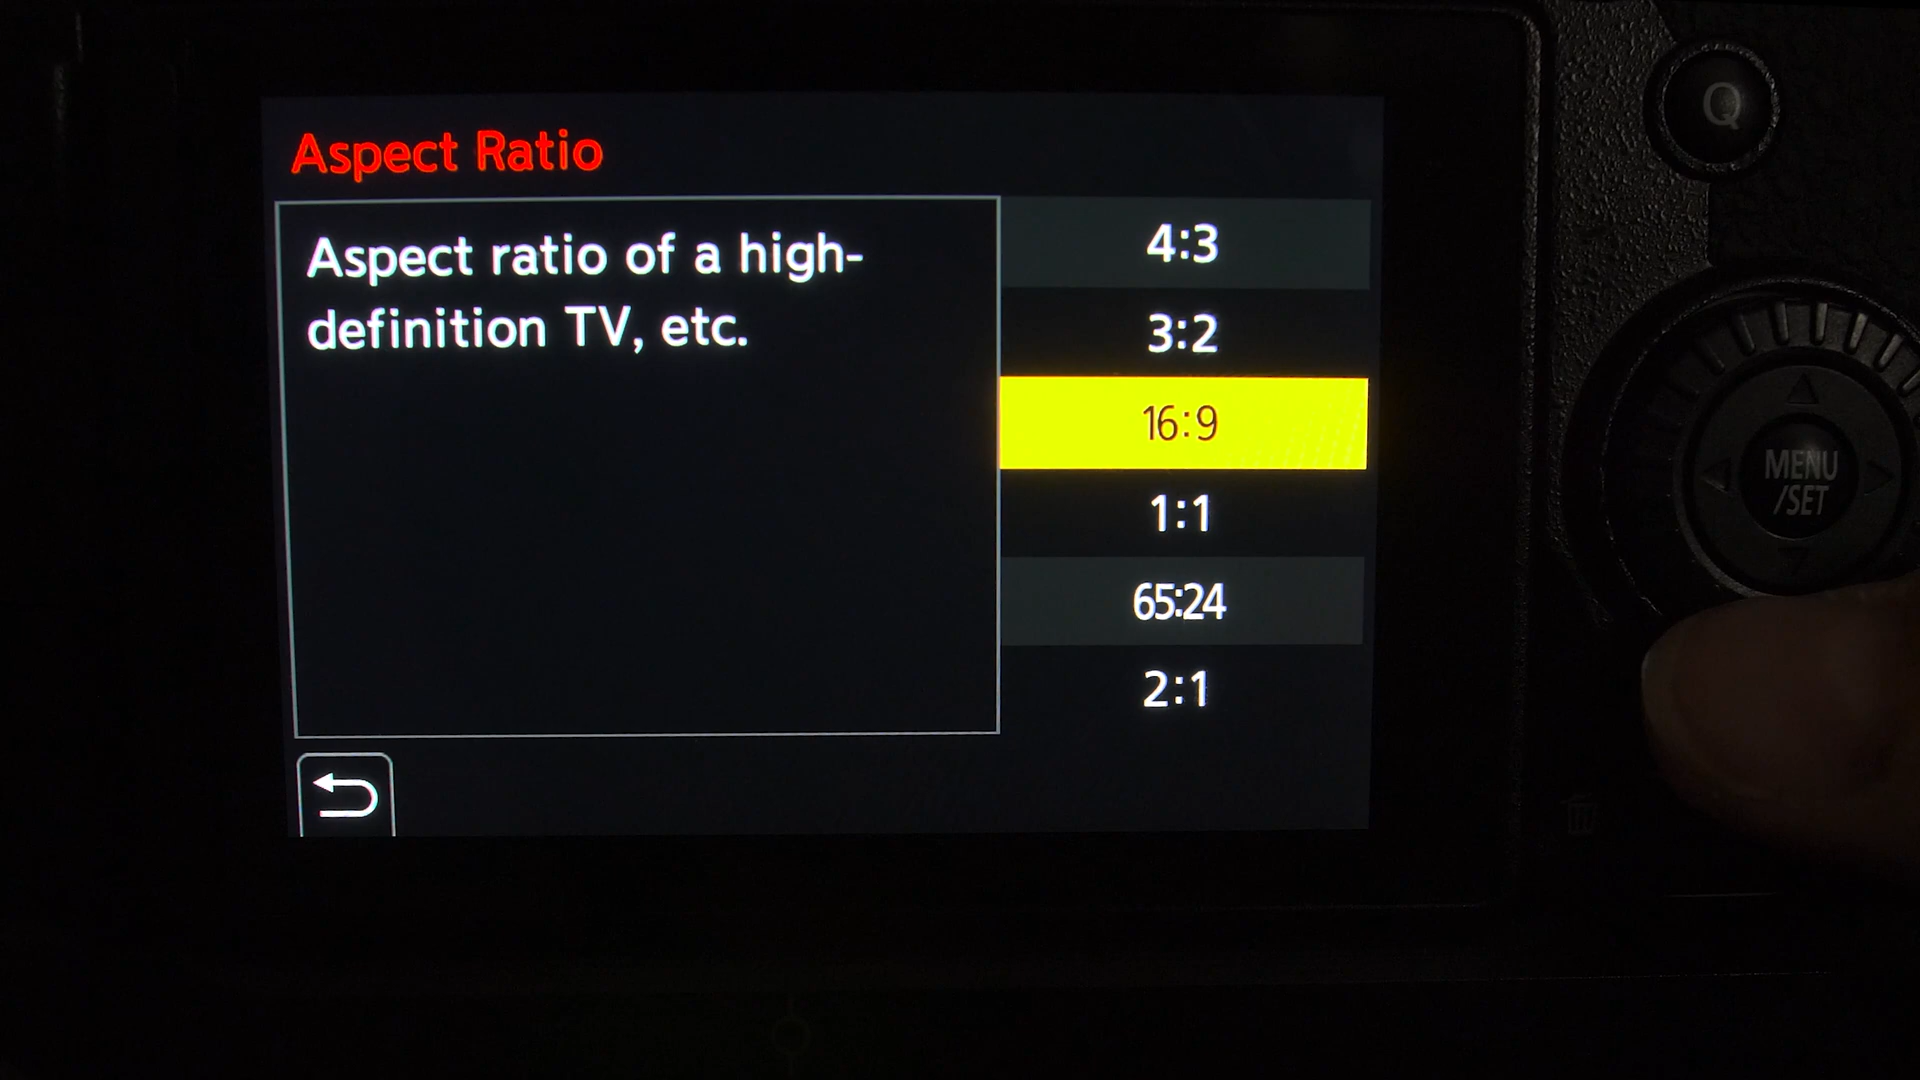 Aspect Ratio
Aspect ratio of a high-
definition TV, etc.
4:3
3:2
16:9
1:1
65:24
2:1
Q
MENU
/SET